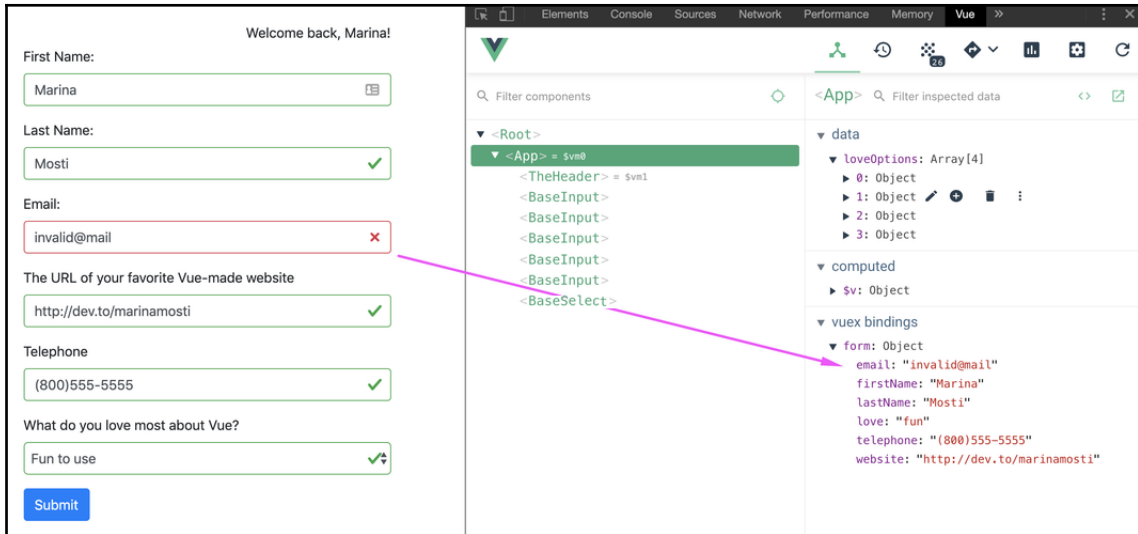 Welcome back, Marina!
First Name:
Marina
Last Name:
Mosti
Email:
invalid@mail
The URL of your favorite Vue-made website
http://dev.to/marinamosti
Telephone
(800)555-5555
What do you love most about Vue?
Fun to use
Submit
Elements Console Sources Network Performance Memory Vue »
26
Filter components
<App> Filter inspected data
<Root>
<App> = $vm0
<TheHeader> = $vm1
<BaseInput>
<BaseInput>
<BaseInput>
<BaseInput>
<BaseInput>
<BaseSelect>
data
loveOptions: Array[4]
0: Object
1: Object
2: Object
3: Object
computed
$v: Object
vuex bindings
form: Object
email: "invalid@mail"
firstName: "Marina"
lastName: "Mosti"
love: "fun"
telephone: "(800)555-5555"
website: "http://dev.to/marinamosti"